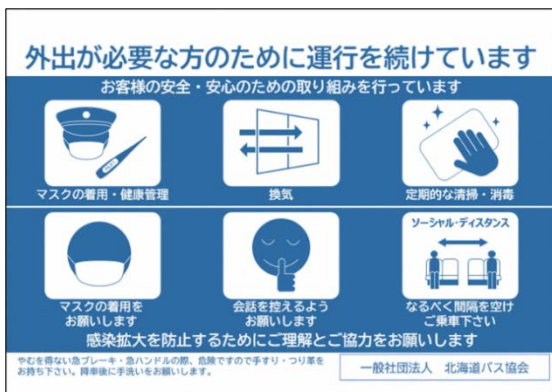 外出が必要な方のために運行を続けています
お客様の安全・安心のための取り組みを行っています
マスクの着用・健康管理
換気
定期的な清掃・消毒
マスクの着用を
お願いします
会話を控えるよう
お願いします
ソーシャル・ディスタンス
なるべく間隔を空け
ご乗車下さい
感染拡大を防止するためにご理解とご協力をお願いします
やむを得ない急ブレーキ・急ハンドルの際、危険ですので手すり・つり革を
お持ち下さい。降車後に手洗いをお願いします。
一般社団法人 北海道バス協会